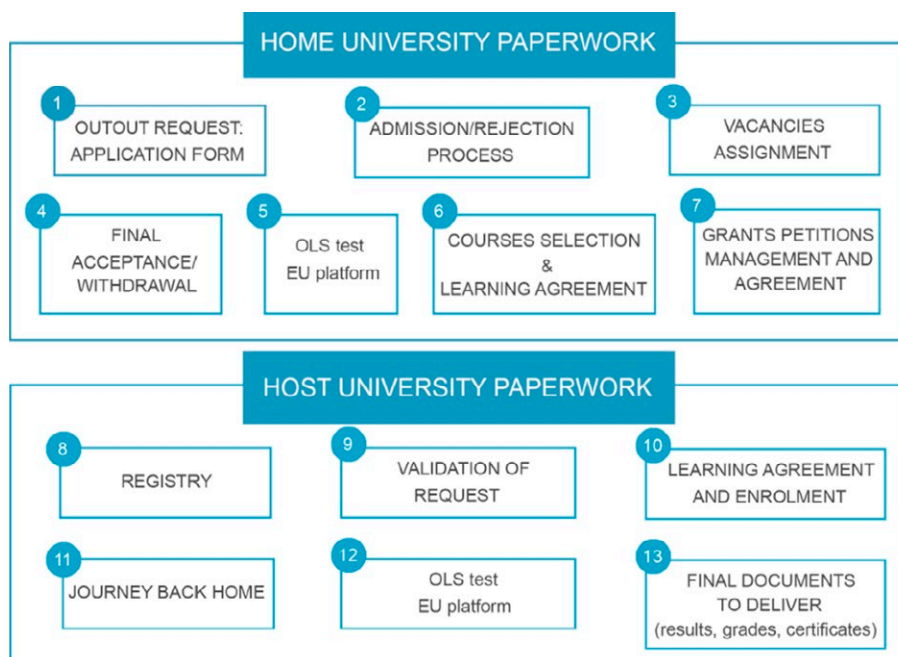 HOME UNIVERSITY PAPERWORK
1
OUTOUT REQUEST:
APPLICATION FORM
2
ADMISSION/REJECTION
PROCESS
3
VACANCIES
ASSIGNMENT
4
FINAL
ACCEPTANCE/
WITHDRAWAL
5
OLS test
EU platform
6
COURSES SELECTION
&
LEARNING AGREEMENT
7
GRANTS PETITIONS
MANAGEMENT AND
AGREEMENT
HOST UNIVERSITY PAPERWORK
8
REGISTRY
9
VALIDATION OF
REQUEST
10
LEARNING AGREEMENT
AND ENROLMENT
11
JOURNEY BACK HOME
12
OLS test
EU platform
13
FINAL DOCUMENTS
TO DELIVER
(results, grades, certificates)